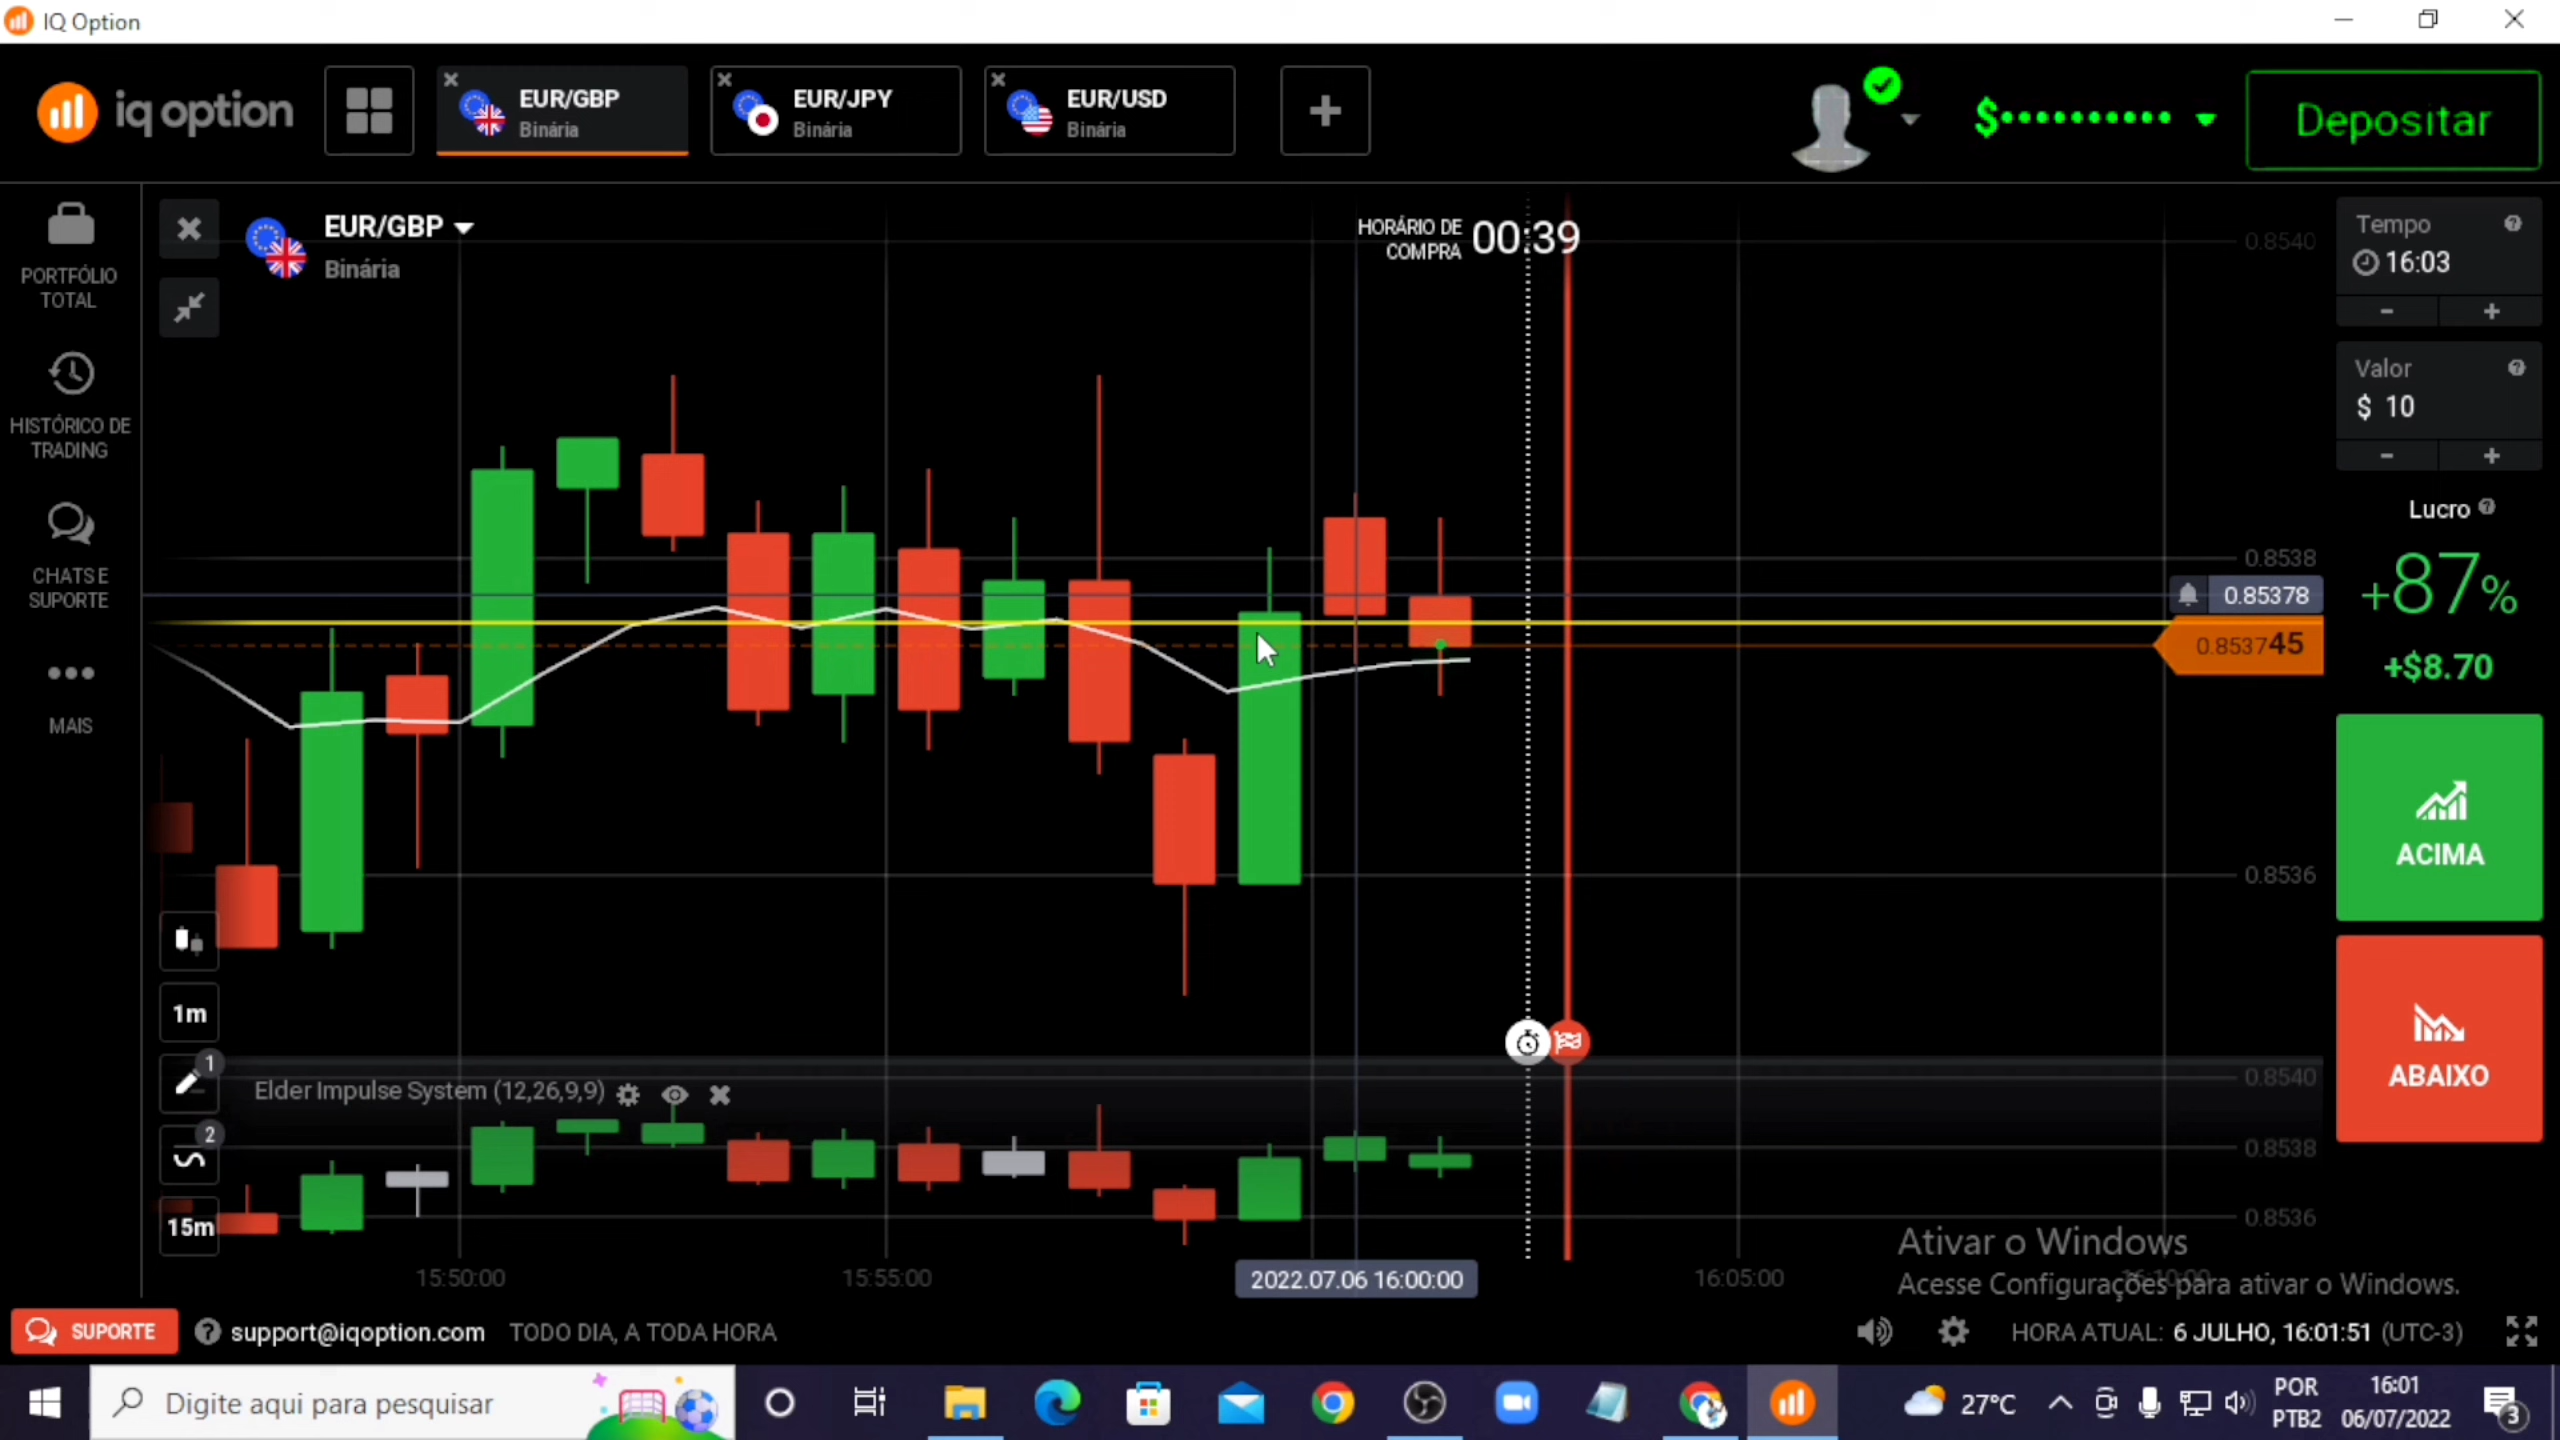 IQ Option
iq option
EUR/GBP
Binária
EUR/JPY
Binária
EUR/USD
Binária
$
Depositar
PORTFÓLIO
TOTAL
HISTÓRICO DE
TRADING
CHATS E
SUPORTE
MAIS
EUR/GBP
Binária
HORÁRIO DE
COMPRA
00:39
0.8540
0.8538
0.85378
0.853745
0.8536
Tempo
16:03
- +
Valor
$ 10
- +
Lucro
+87%
+$8.70
ACIMA
ABAIXO
1m
1
2
15m
Elder Impulse System (12,26,9,9)
0.8540
0.8538
0.8536
15:50:00
15:55:00
2022.07.06 16:00:00
16:05:00
16:10:00
Ativar o Windows
Acesse Configurações para ativar o Windows.
SUPORTE
support@iqoption.com
TODO DIA, A TODA HORA
HORA ATUAL: 6 JULHO, 16:01:51 (UTC-3)
Digite aqui para pesquisar
27°C
POR
PTB2
16:01
06/07/2022
3